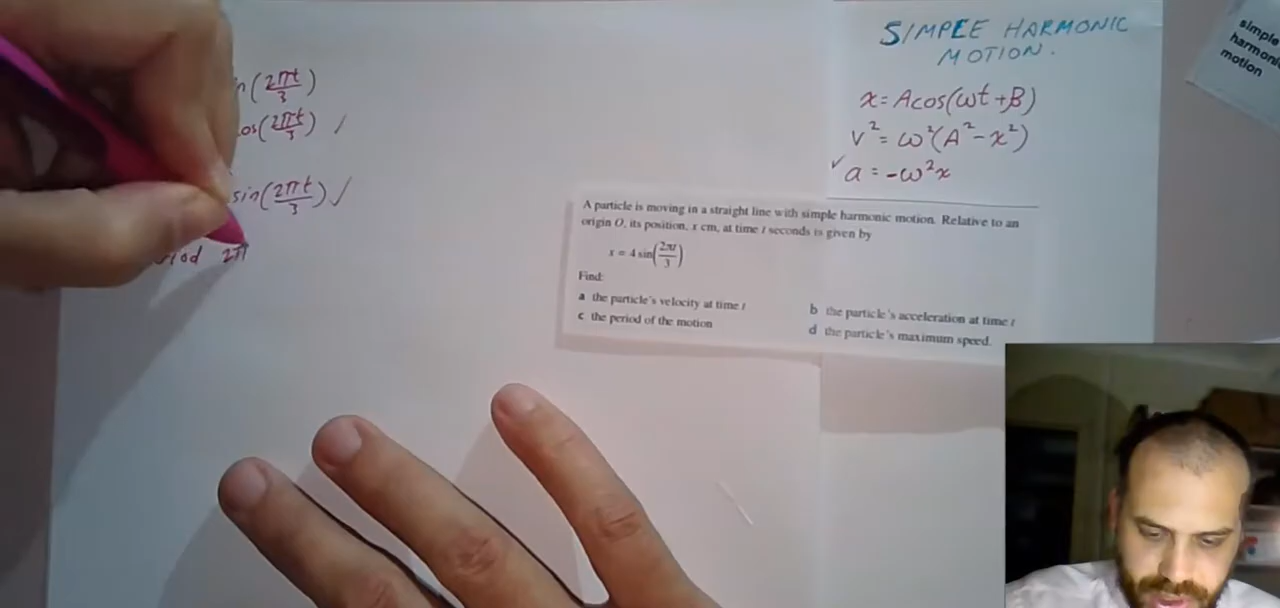 n(2πt/3)
os(2πt/3) /
sin(2πt/3) ✓
iod 2π
SIMPLE HARMONIC
MOTION.
x = Acos(ωt + β)
v² = ω²(A² - x²)
✓ a = -ω²x
simple
harmonic
motion
A particle is moving in a straight line with simple harmonic motion. Relative to an
origin O, its position, x cm, at time t seconds is given by
x = 4 sin(2πt/3)
Find:
a the particle's velocity at time t
b the particle's acceleration at time t
c the period of the motion
d the particle's maximum speed.